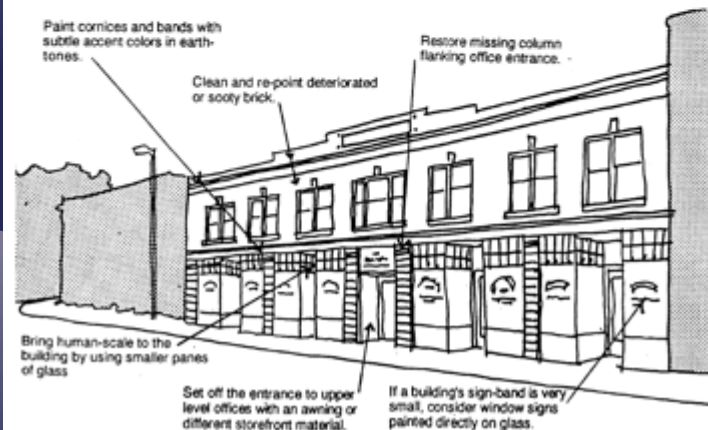 Paint cornices and bands with
subtle accent colors in earth-
tones.
Restore missing column
flanking office entrance.
Clean and re-point deteriorated
or sooty brick.
Bring human-scale to the
building by using smaller panes
of glass
Set off the entrance to upper
level offices with an awning or
different storefront material.
If a building's sign-band is very
small, consider window signs
painted directly on glass.